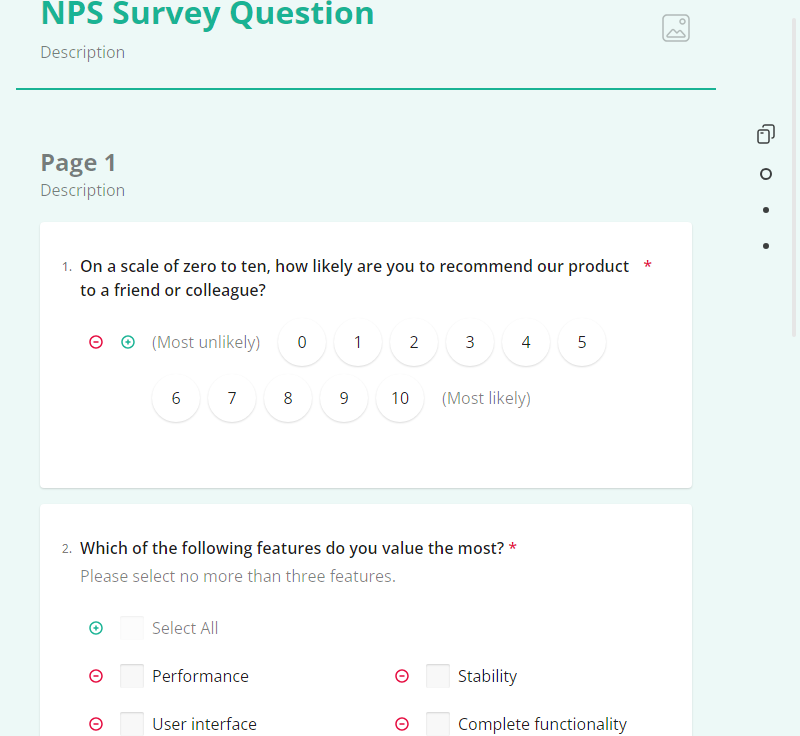 NPS Survey Question
Description
Page 1
Description
1. On a scale of zero to ten, how likely are you to recommend our product *
to a friend or colleague?
(Most unlikely) 0 1 2 3 4 5
6 7 8 9 10 (Most likely)
2. Which of the following features do you value the most? *
Please select no more than three features.
Select All
Performance Stability
User interface Complete functionality